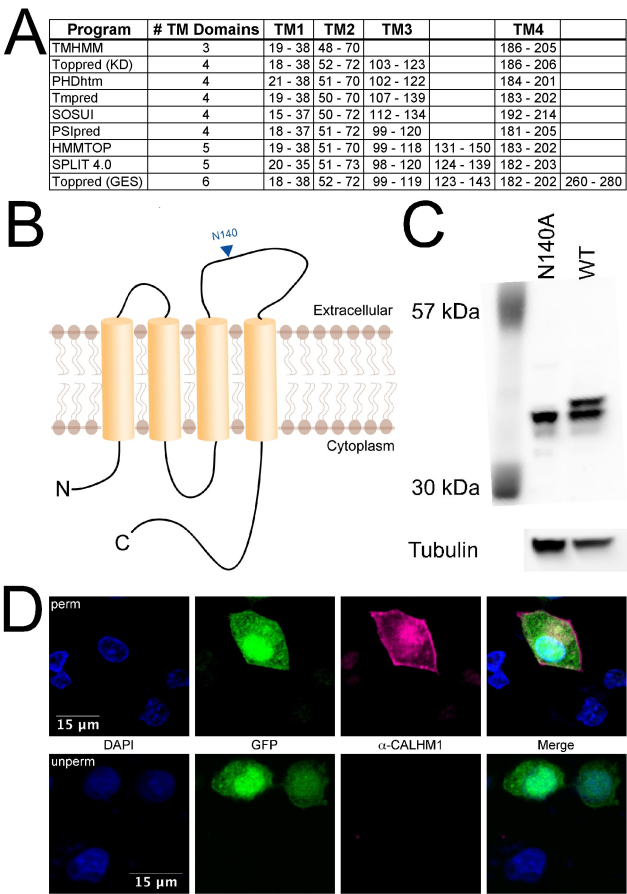 A
Program # TM Domains TM1 TM2 TM3 TM4
TMHMM 3 19 - 38 48 - 70 186 - 205
Toppred (KD) 4 18 - 38 52 - 72 103 - 123 186 - 206
PHDhtm 4 21 - 38 51 - 70 102 - 122 184 - 201
Tmpred 4 19 - 38 50 - 70 107 - 139 183 - 202
SOSUI 4 15 - 37 50 - 72 112 - 134 192 - 214
PSIpred 4 18 - 37 51 - 72 99 - 120 181 - 205
HMMTOP 5 19 - 38 51 - 70 99 - 118 131 - 150 183 - 202
SPLIT 4.0 5 20 - 35 51 - 73 98 - 120 124 - 139 182 - 203
Toppred (GES) 6 18 - 38 52 - 72 99 - 119 123 - 143 182 - 202 260 - 280
B
N140
Extracellular
Cytoplasm
N
C
C
N140A WT
57 kDa
30 kDa
Tubulin
D
perm
15 µm
DAPI GFP α-CALHM1 Merge
unperm
15 µm